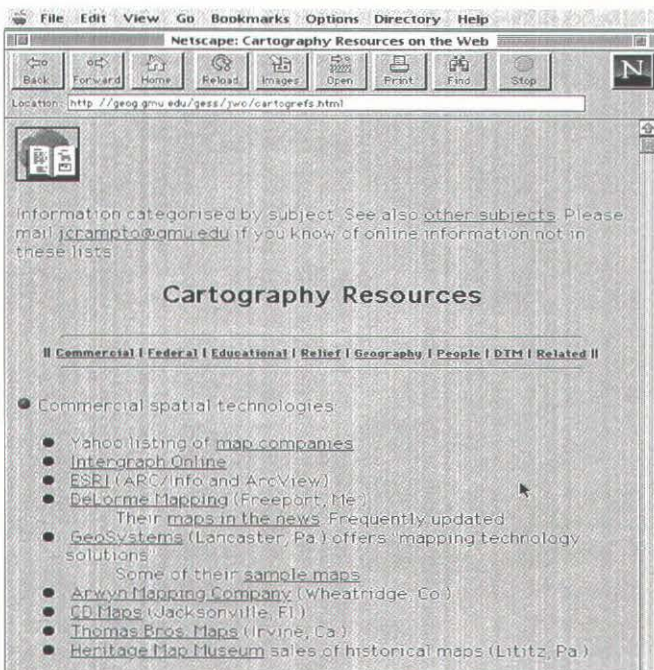 File Edit View Go Bookmarks Options Directory Help
Netscape: Cartography Resources on the Web
Back Forward Home Reload Images Open Print Find Stop
N
Location: http://geog.gmu.edu/gess/jwc/cartogrefs.html
Information categorised by subject. See also other subjects. Please
mail jcrampto@gmu.edu if you know of online information not in
these lists
Cartography Resources
|| Commercial | Federal | Educational | Relief | Geography | People | DTM | Related ||
Commercial spatial technologies:
Yahoo listing of map companies
Intergraph Online
ESRI (ARC/Info and ArcView)
DeLorme Mapping (Freeport, Me.)
Their maps in the news. Frequently updated
GeoSystems (Lancaster, Pa.) offers "mapping technology
solutions"
Some of their sample maps
Arwyn Mapping Company (Wheatridge, Co.)
CD Maps (Jacksonville, Fl.)
Thomas Bros. Maps (Irvine, Ca.)
Heritage Map Museum sales of historical maps (Lititz, Pa.)